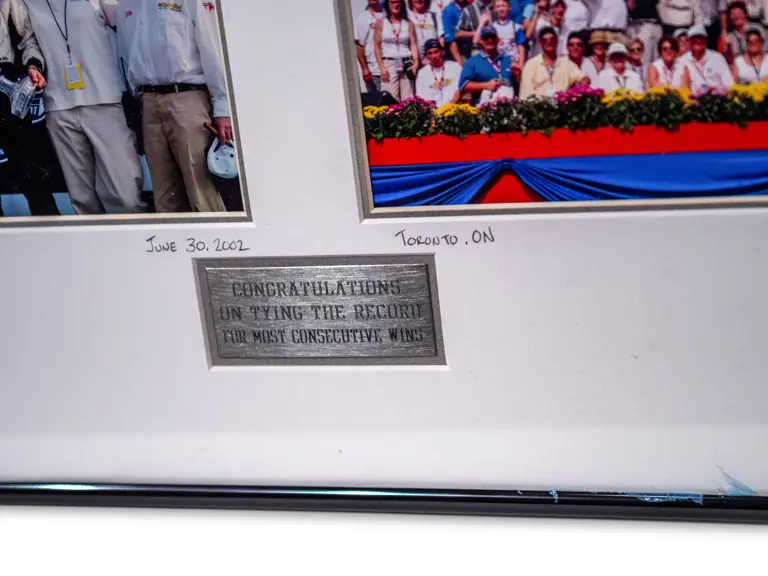 JUNE 30, 2002
TORONTO, ON
CONGRATULATIONS
ON TYING THE RECORD
FOR MOST CONSECUTIVE WINS